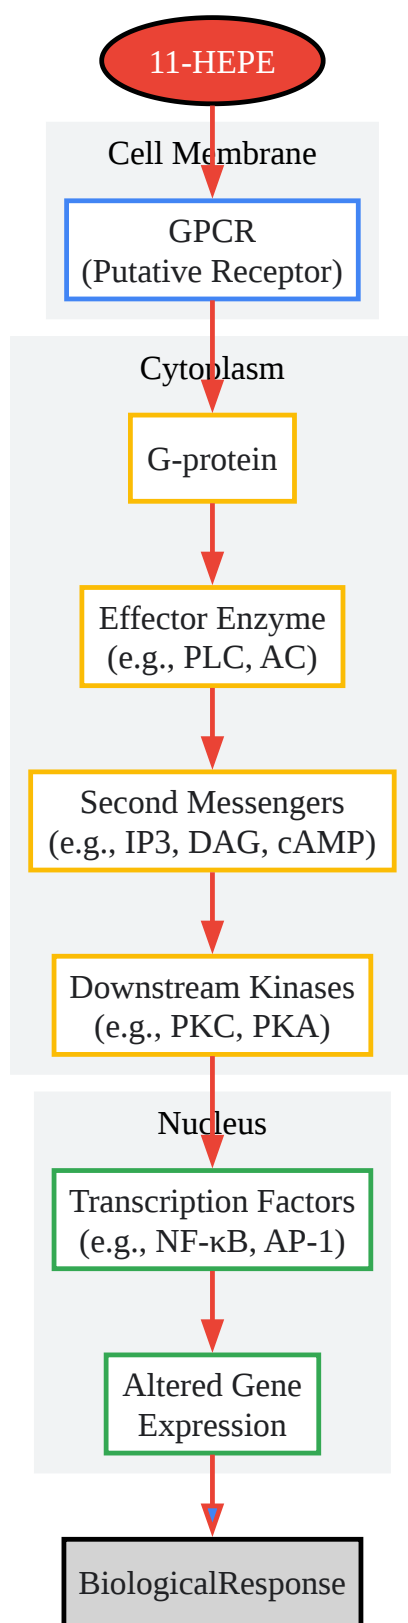 11-HEPE
Cell Membrane
GPCR
(Putative Receptor)
Cytoplasm
G-protein
Effector Enzyme
(e.g., PLC, AC)
Second Messengers
(e.g., IP3, DAG, cAMP)
Downstream Kinases
(e.g., PKC, PKA)
Nucleus
Transcription Factors
(e.g., NF-κB, AP-1)
Altered Gene
Expression
BiologicalResponse